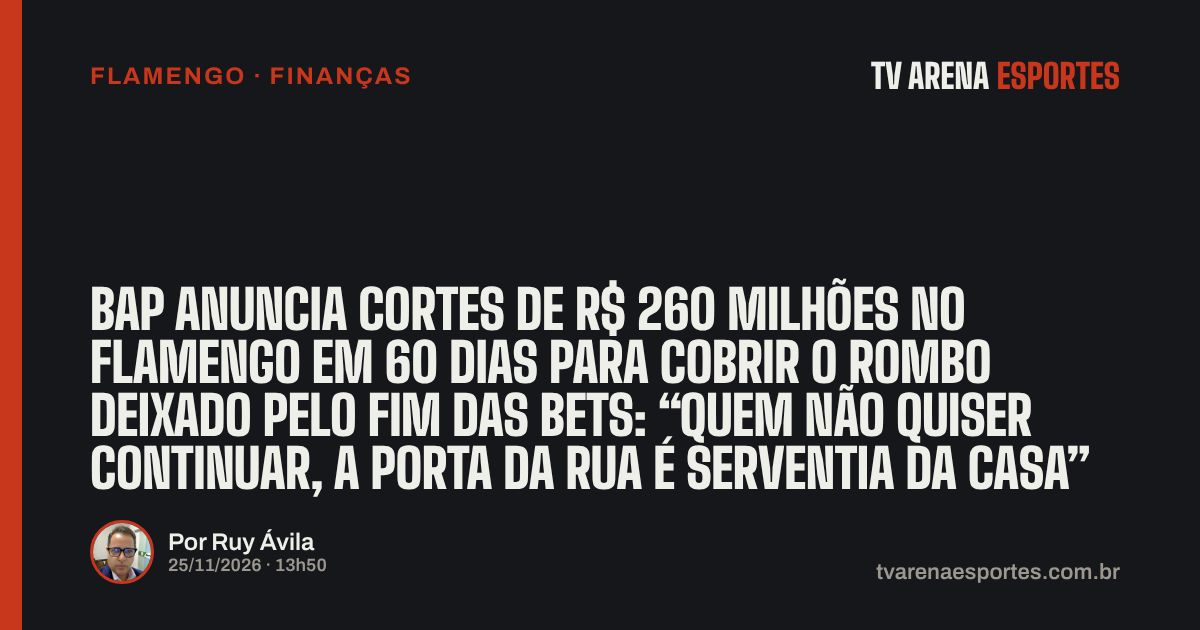 FLAMENGO · FINANÇAS
TV ARENA ESPORTES
BAP ANUNCIA CORTES DE R$ 260 MILHÕES NO
FLAMENGO EM 60 DIAS PARA COBRIR O ROMBO
DEIXADO PELO FIM DAS BETS: “QUEM NÃO QUISER
CONTINUAR, A PORTA DA RUA É SERVENTIA DA CASA”
Por Ruy Ávila
25/11/2026 · 13h50
tvarenaesportes.com.br